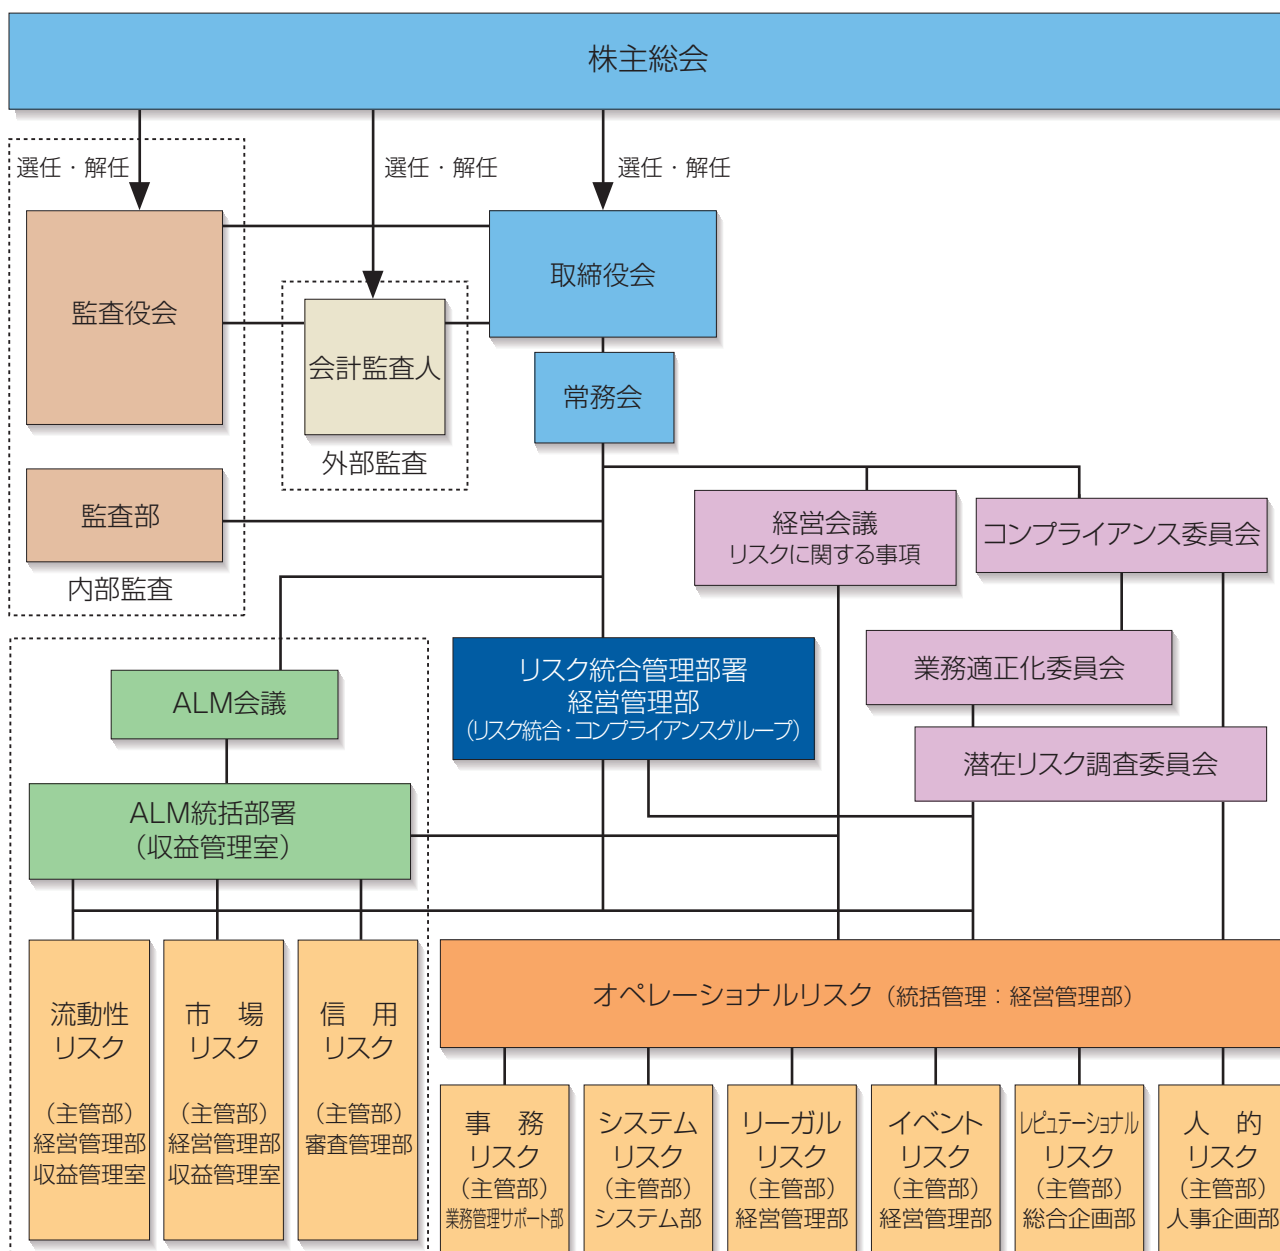 株主総会
選任・解任
選任・解任
選任・解任
監査役会
取締役会
会計監査人
常務会
外部監査
監査部
内部監査
経営会議
リスクに関する事項
コンプライアンス委員会
業務適正化委員会
潜在リスク調査委員会
リスク統合管理部署
経営管理部
(リスク統合・コンプライアンスグループ)
ALM会議
ALM統括部署
(収益管理室)
流動性
リスク
(主管部)
経営管理部
収益管理室
市 場
リスク
(主管部)
経営管理部
収益管理室
信 用
リスク
(主管部)
審査管理部
オペレーショナルリスク(統括管理:経営管理部)
事 務
リスク
(主管部)
業務管理サポート部
システム
リスク
(主管部)
システム部
リーガル
リスク
(主管部)
経営管理部
イベント
リスク
(主管部)
経営管理部
レピュテーショナル
リスク
(主管部)
総合企画部
人 的
リスク
(主管部)
人事企画部